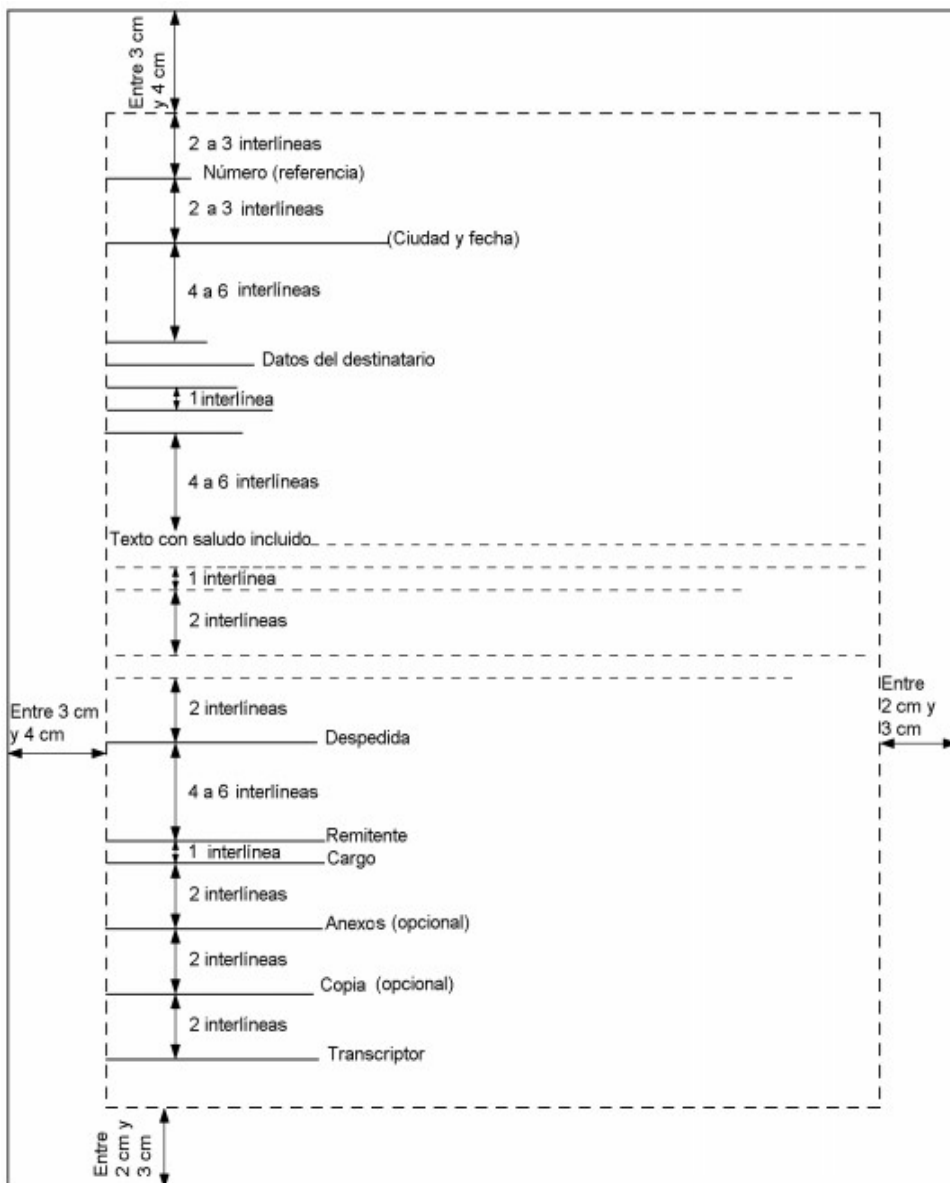 Entre 3 cm
y 4 cm
2 a 3 interlíneas
Número (referencia)
2 a 3 interlíneas
(Ciudad y fecha)
4 a 6 interlíneas
Datos del destinatario
1 interlínea
4 a 6 interlíneas
Texto con saludo incluido
1 interlínea
2 interlíneas
2 interlíneas
Entre 3 cm
y 4 cm
Entre
2 cm y
3 cm
Despedida
4 a 6 interlíneas
Remitente
1 interlínea
Cargo
2 interlíneas
Anexos (opcional)
2 interlíneas
Copia (opcional)
2 interlíneas
Transcriptor
Entre
2 cm y
3 cm